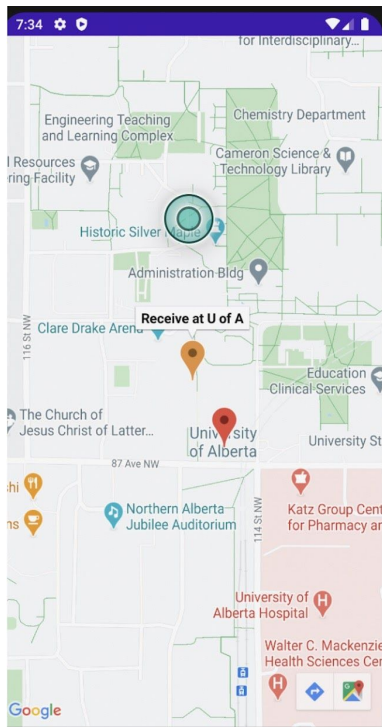 7:34
for Interdisciplinary...
Engineering Teaching
and Learning Complex
Chemistry Department
Resources
ring Facility
Cameron Science &
Technology Library
Historic Silver Maple
Administration Bldg
Receive at U of A
Clare Drake Arena
116 St NW
Education
Clinical Services
The Church of
Jesus Christ of Latter...
University
of Alberta
University St
87 Ave NW
shi
ns
Northern Alberta
Jubilee Auditorium
114 St NW
Katz Group Cent
for Pharmacy an
University of
Alberta Hospital
H
Walter C. Mackenzie
Health Sciences Cen
H
Google